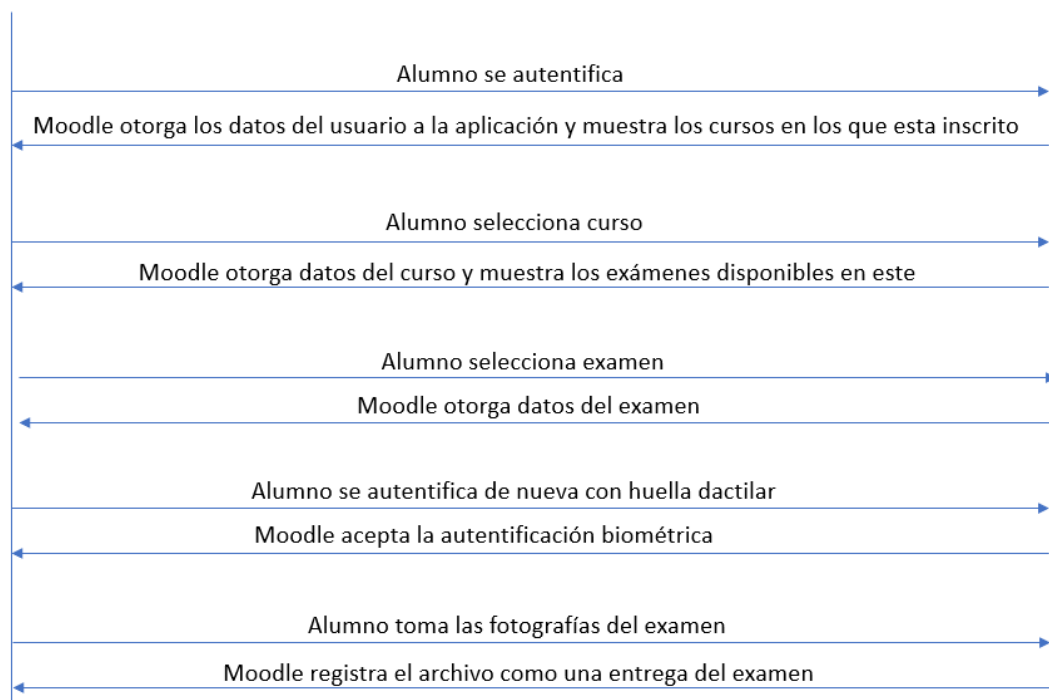 Alumno se autentifica
Moodle otorga los datos del usuario a la aplicación y muestra los cursos en los que esta inscrito
Alumno selecciona curso
Moodle otorga datos del curso y muestra los exámenes disponibles en este
Alumno selecciona examen
Moodle otorga datos del examen
Alumno se autentifica de nueva con huella dactilar
Moodle acepta la autentificación biométrica
Alumno toma las fotografías del examen
Moodle registra el archivo como una entrega del examen